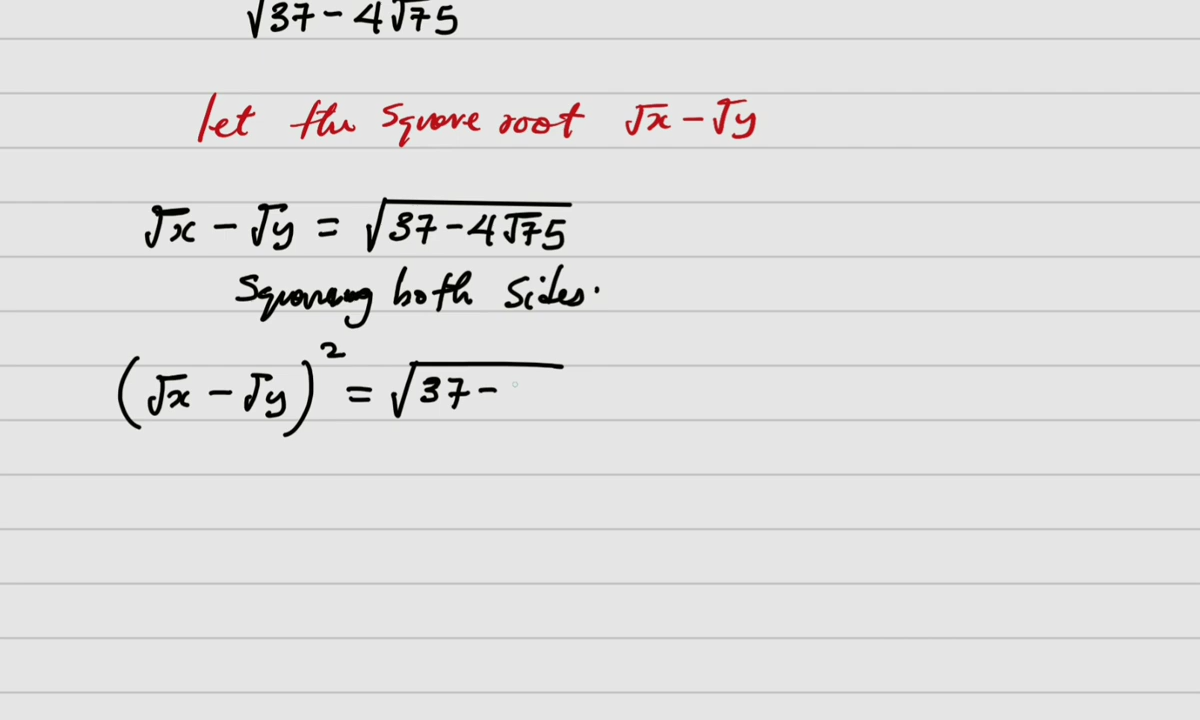 √37 - 4√75
let the square root √x - √y
√x - √y = √37 - 4√75
Squaring both sides.
(√x - √y)² = √37 -